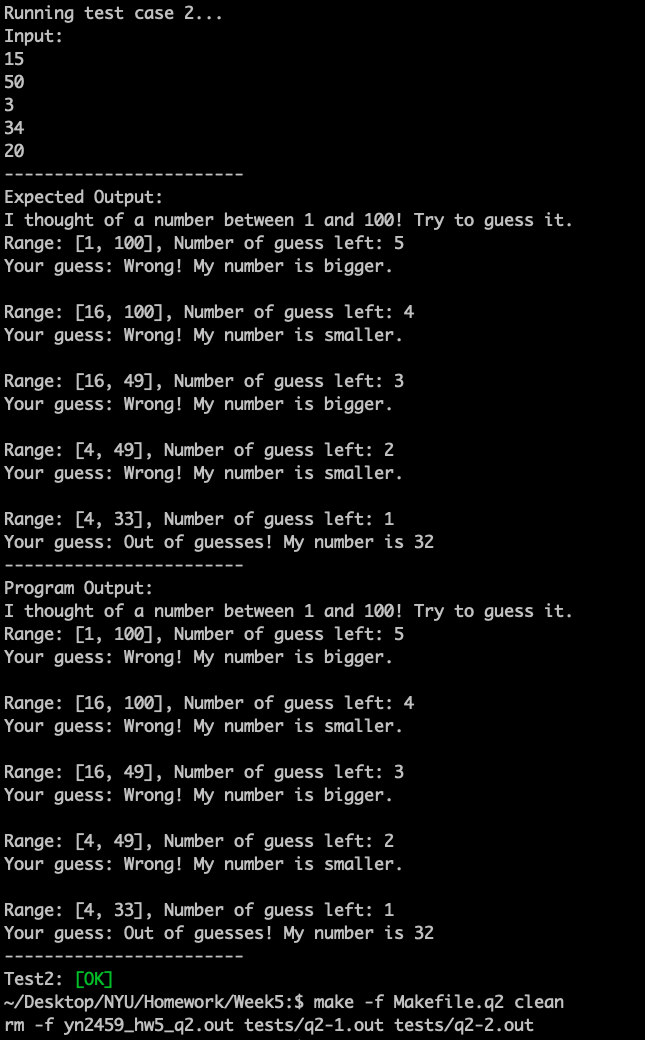 Running test case 2...
Input:
15
50
3
34
20
------------------------
Expected Output:
I thought of a number between 1 and 100! Try to guess it.
Range: [1, 100], Number of guess left: 5
Your guess: Wrong! My number is bigger.
Range: [16, 100], Number of guess left: 4
Your guess: Wrong! My number is smaller.
Range: [16, 49], Number of guess left: 3
Your guess: Wrong! My number is bigger.
Range: [4, 49], Number of guess left: 2
Your guess: Wrong! My number is smaller.
Range: [4, 33], Number of guess left: 1
Your guess: Out of guesses! My number is 32
------------------------
Program Output:
I thought of a number between 1 and 100! Try to guess it.
Range: [1, 100], Number of guess left: 5
Your guess: Wrong! My number is bigger.
Range: [16, 100], Number of guess left: 4
Your guess: Wrong! My number is smaller.
Range: [16, 49], Number of guess left: 3
Your guess: Wrong! My number is bigger.
Range: [4, 49], Number of guess left: 2
Your guess: Wrong! My number is smaller.
Range: [4, 33], Number of guess left: 1
Your guess: Out of guesses! My number is 32
------------------------
Test2: [OK]
~/Desktop/NYU/Homework/Week5:$ make -f Makefile.q2 clean
rm -f yn2459_hw5_q2.out tests/q2-1.out tests/q2-2.out